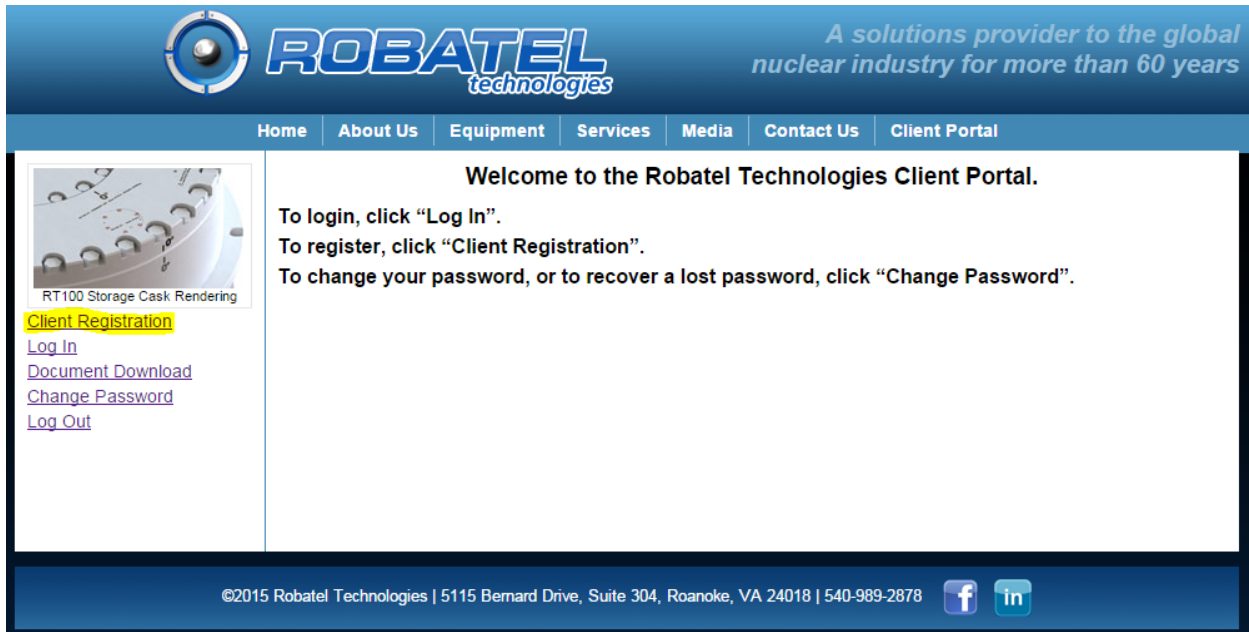 ROBATEL
technologies
A solutions provider to the global
nuclear industry for more than 60 years
Home About Us Equipment Services Media Contact Us Client Portal
RT100 Storage Cask Rendering
Client Registration
Log In
Document Download
Change Password
Log Out
Welcome to the Robatel Technologies Client Portal.
To login, click “Log In”.
To register, click “Client Registration”.
To change your password, or to recover a lost password, click “Change Password”.
©2015 Robatel Technologies | 5115 Bernard Drive, Suite 304, Roanoke, VA 24018 | 540-989-2878 f in